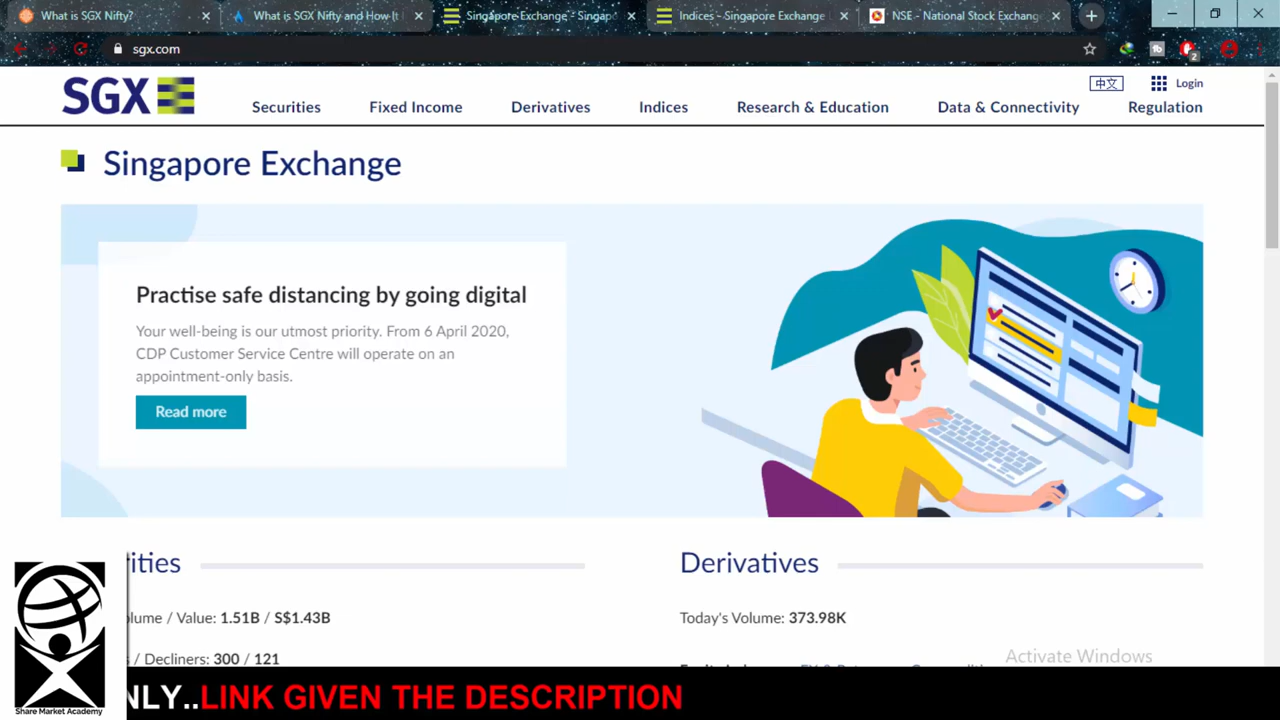 What is SGX Nifty?
What is SGX Nifty and How It
Singapore Exchange - Singap
Indices - Singapore Exchange
NSE - National Stock Exchang
sgx.com
2
中文
Login
SGX
Securities
Fixed Income
Derivatives
Indices
Research & Education
Data & Connectivity
Regulation
Singapore Exchange
Practise safe distancing by going digital
Your well-being is our utmost priority. From 6 April 2020,
CDP Customer Service Centre will operate on an
appointment-only basis.
Read more
rities
Derivatives
olume / Value: 1.51B / S$1.43B
Today's Volume: 373.98K
/ Decliners: 300 / 121
Activate Windows
NLY..LINK GIVEN THE DESCRIPTION
Share Market Academy